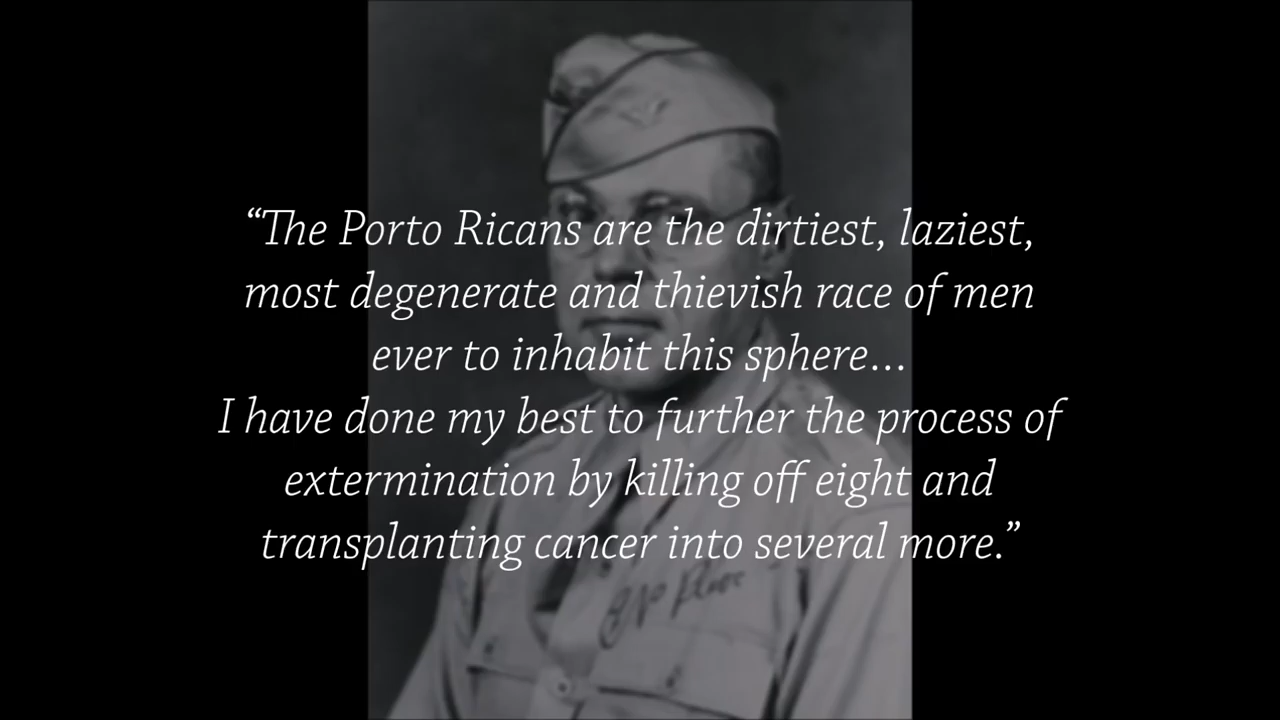 “The Porto Ricans are the dirtiest, laziest,
most degenerate and thievish race of men
ever to inhabit this sphere...
I have done my best to further the process of
extermination by killing off eight and
transplanting cancer into several more.”